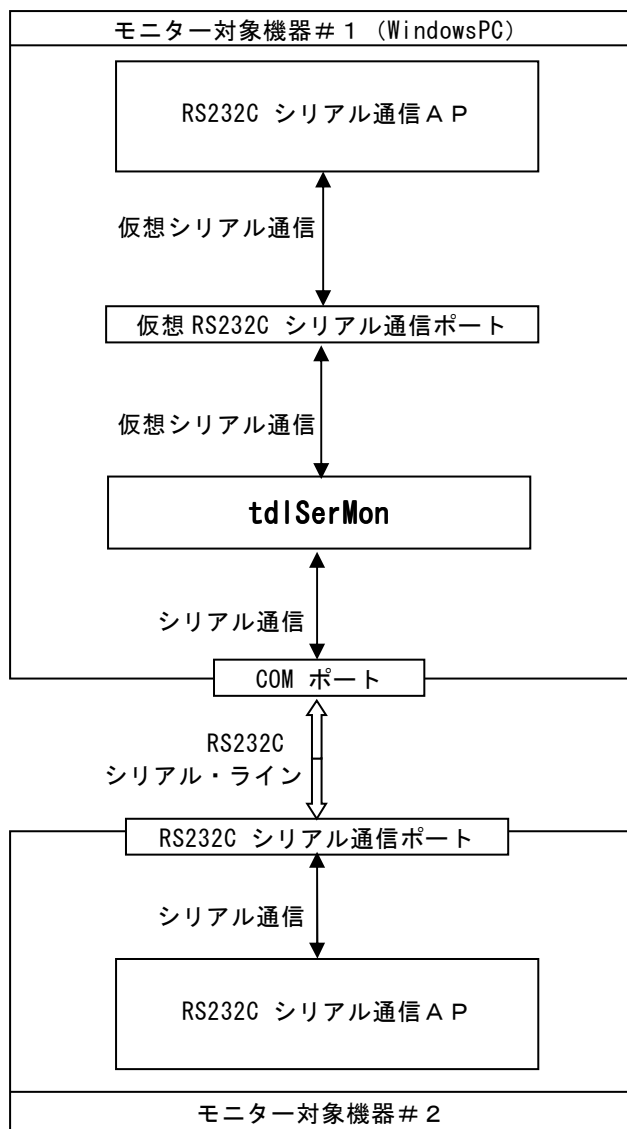 モニター対象機器＃１（WindowsPC）
RS232C シリアル通信ＡＰ
仮想シリアル通信
仮想 RS232C シリアル通信ポート
仮想シリアル通信
tdlSerMon
シリアル通信
COM ポート
RS232C
シリアル・ライン
RS232C シリアル通信ポート
シリアル通信
RS232C シリアル通信ＡＰ
モニター対象機器＃２